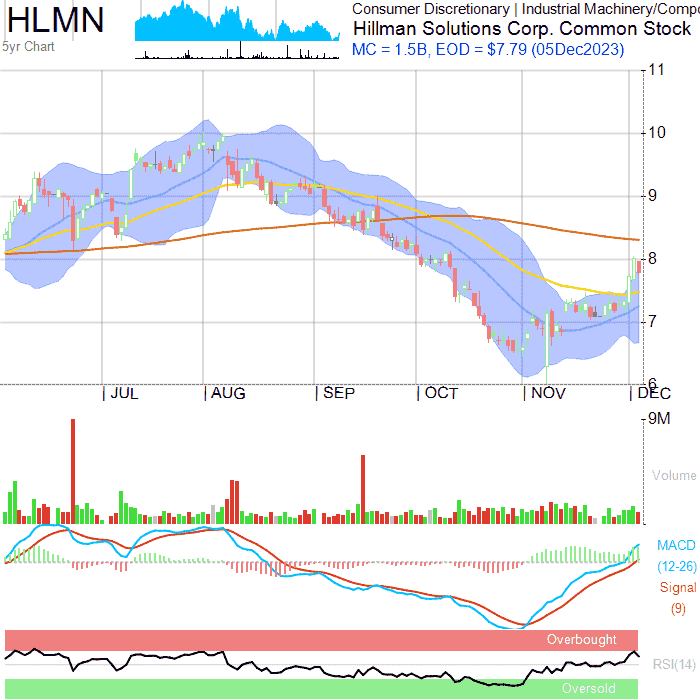 HLMN
5yr Chart
Consumer Discretionary | Industrial Machinery/Compo
Hillman Solutions Corp. Common Stock
MC = 1.5B, EOD = $7.79 (05Dec2023)
11
10
9
8
7
6
JUL
AUG
SEP
OCT
NOV
DEC
9M
Volume
MACD
(12-26)
Signal
(9)
Overbought
RSI(14)
Oversold